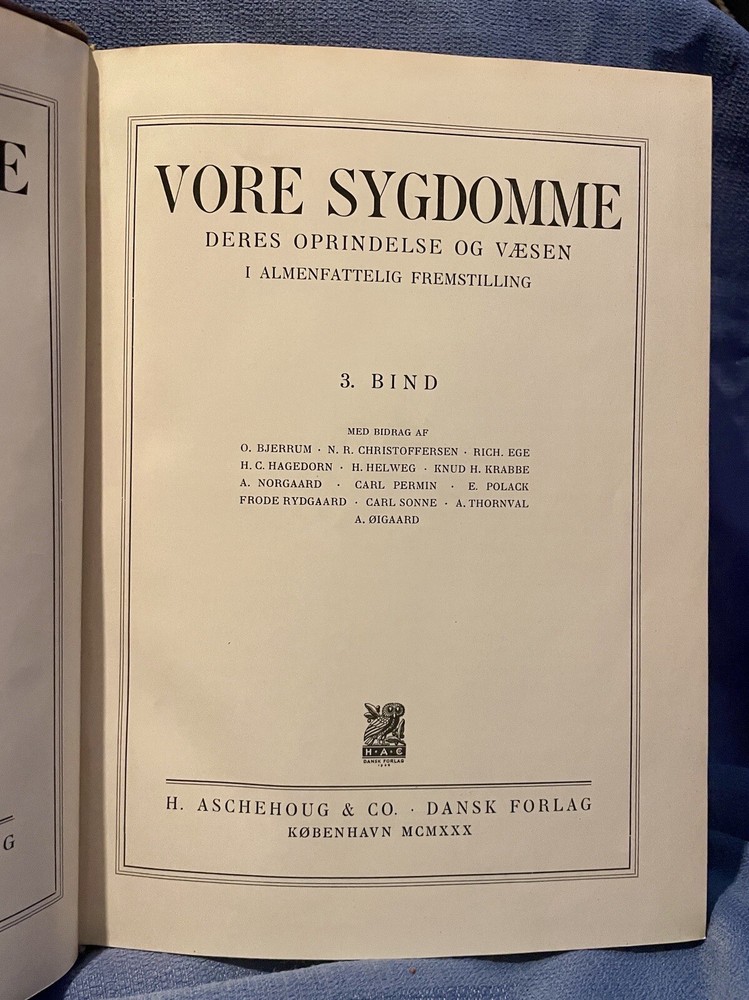 E
G
VORE SYGDOMME
DERES OPRINDELSE OG VÆSEN
I ALMENFATTELIG FREMSTILLING
3. BIND
MED BIDRAG AF
O. BJERRUM · N. R. CHRISTOFFERSEN · RICH. EGE
H. C. HAGEDORN · H. HELWEG · KNUD H. KRABBE
A. NORGAARD · CARL PERMIN · E. POLACK
FRODE RYDGAARD · CARL SONNE · A. THORNVAL
A. ØIGAARD
H·A·C
DANSK FORLAG
H. ASCHEHOUG & CO. · DANSK FORLAG
KØBENHAVN MCMXXX